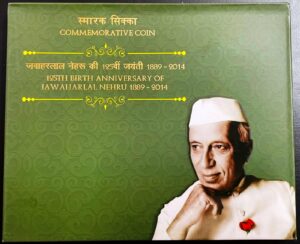 स्मारक सिक्का
COMMEMORATIVE COIN
जवाहरलाल नेहरू की 125वीं जयंती 1889 - 2014
125TH BIRTH ANNIVERSARY OF
JAWAHARLAL NEHRU 1889 - 2014